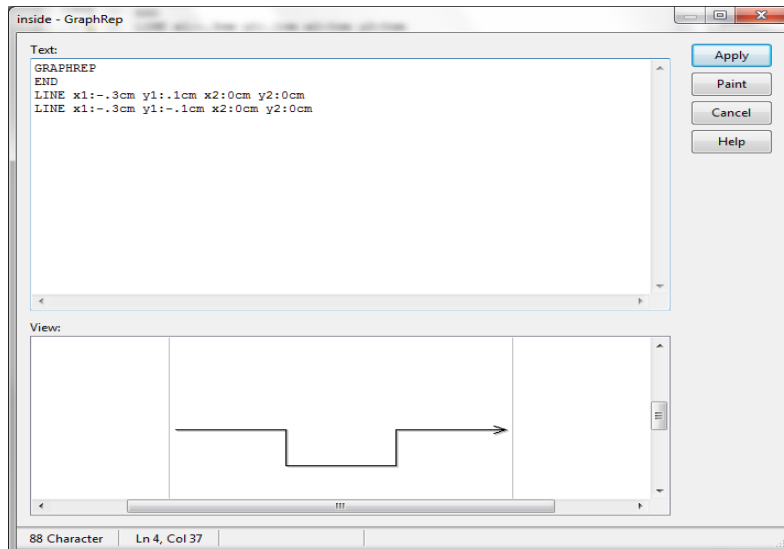 inside - GraphRep
Text:
GRAPHREP
END
LINE x1:-.3cm y1:.1cm x2:0cm y2:0cm
LINE x1:-.3cm y1:-.1cm x2:0cm y2:0cm
Apply
Paint
Cancel
Help
View:
88 Character
Ln 4, Col 37